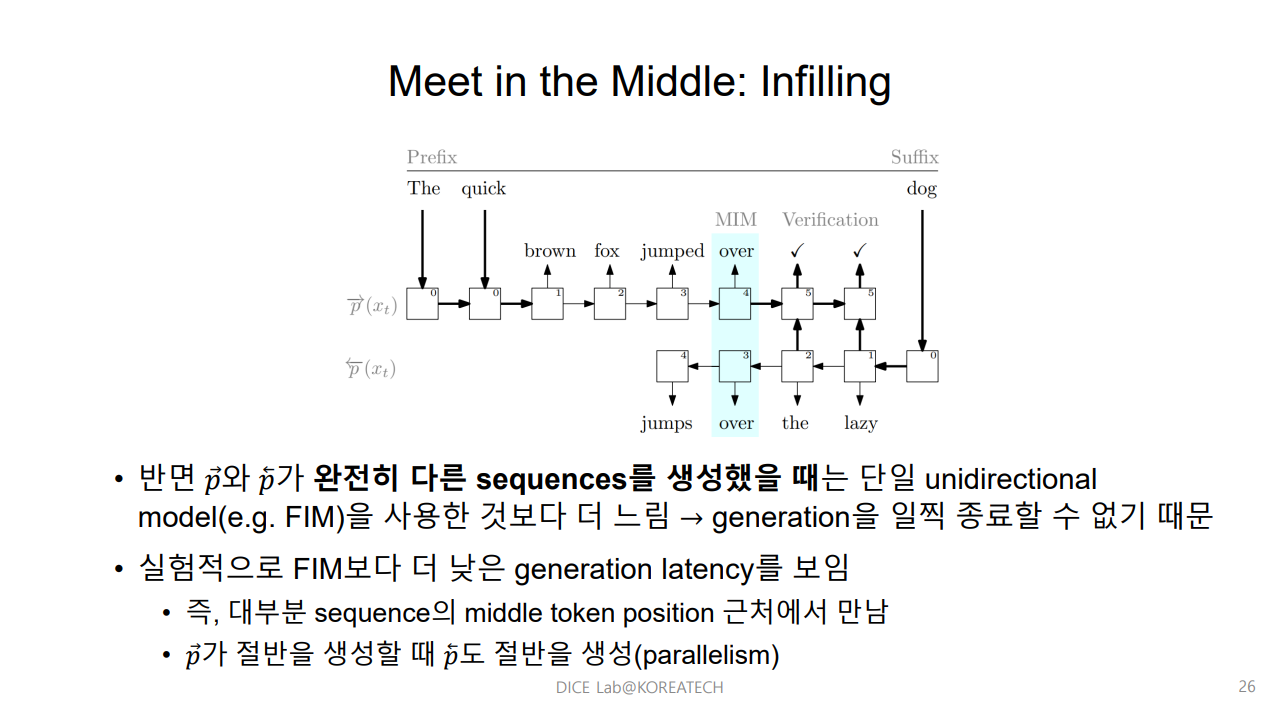 Meet in the Middle: Infilling
Prefix Suffix
The quick dog
MIM Verification
brown fox jumped over ✓ ✓
p⃗(xₜ) 0 0 1 2 3 4 5 5
p⃖(xₜ) 4 3 2 1 0
jumps over the lazy
• 반면 p⃗와 p⃖가 완전히 다른 sequences를 생성했을 때는 단일 unidirectional
model(e.g. FIM)을 사용한 것보다 더 느림 → generation을 일찍 종료할 수 없기 때문
• 실험적으로 FIM보다 더 낮은 generation latency를 보임
• 즉, 대부분 sequence의 middle token position 근처에서 만남
• p⃗가 절반을 생성할 때 p⃖도 절반을 생성(parallelism)
DICE Lab@KOREATECH 26